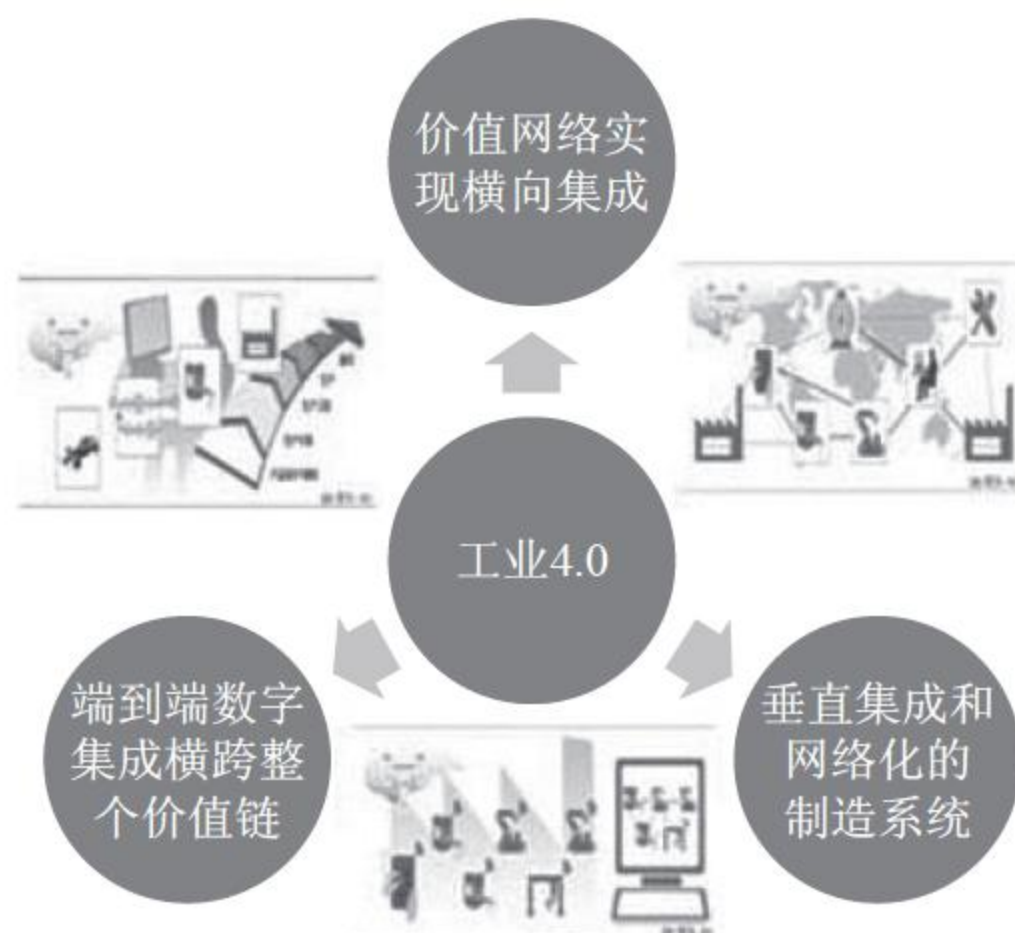 价值网络实
现横向集成
工业4.0
端到端数字
集成横跨整
个价值链
垂直集成和
网络化的
制造系统